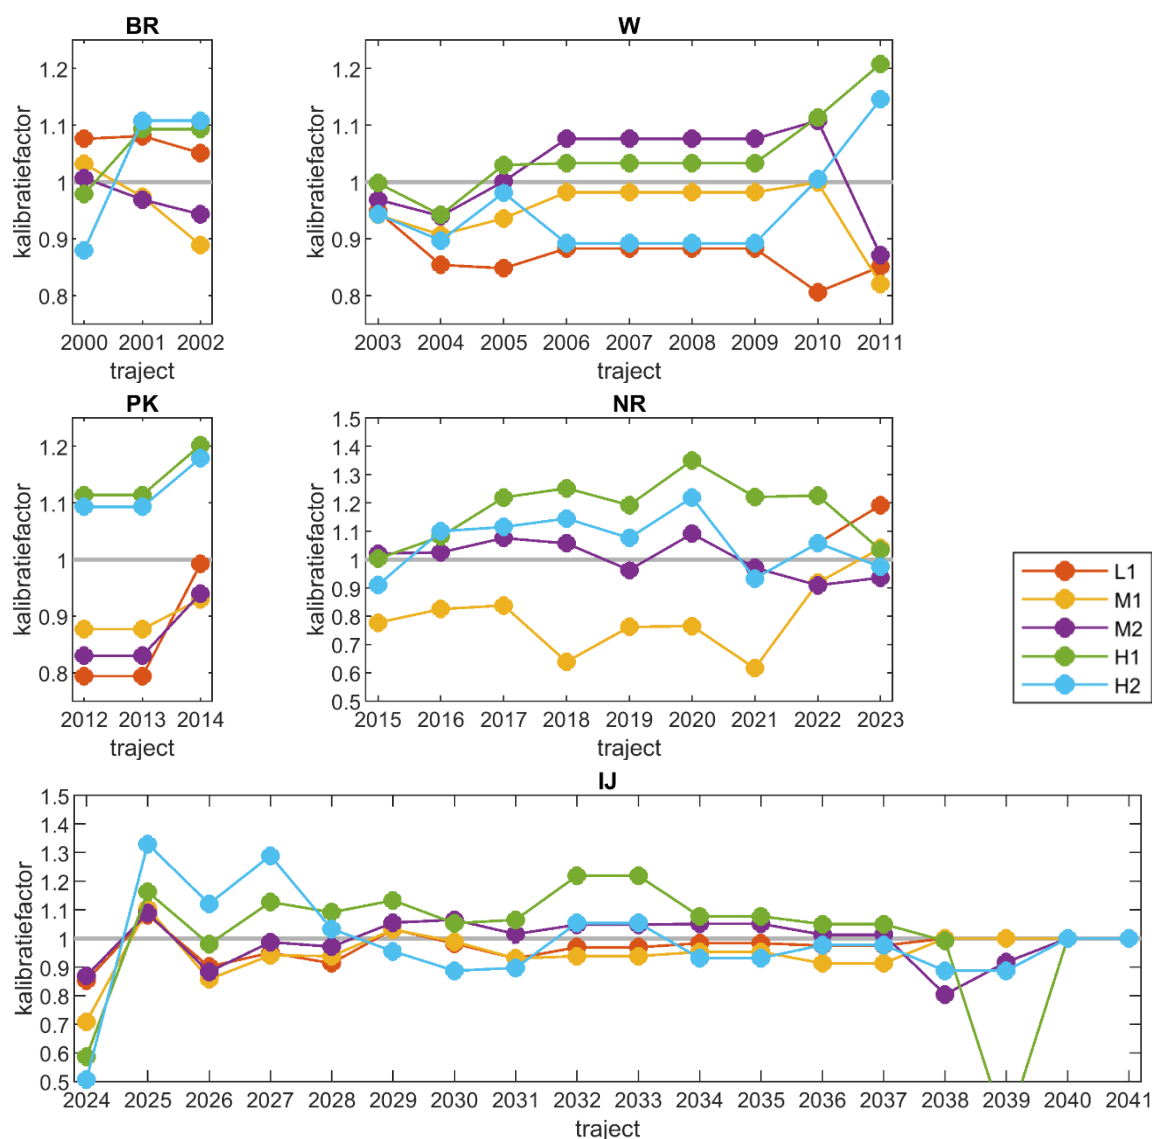 BR
W
kalibratiefactor
1.2
1.1
1
0.9
0.8
2000 2001 2002
traject
kalibratiefactor
1.2
1.1
1
0.9
0.8
2003 2004 2005 2006 2007 2008 2009 2010 2011
traject
PK
NR
kalibratiefactor
1.2
1.1
1
0.9
0.8
2012 2013 2014
traject
kalibratiefactor
1.5
1.4
1.3
1.2
1.1
1
0.9
0.8
0.7
0.6
0.5
2015 2016 2017 2018 2019 2020 2021 2022 2023
traject
L1
M1
M2
H1
H2
IJ
kalibratiefactor
1.5
1.4
1.3
1.2
1.1
1
0.9
0.8
0.7
0.6
0.5
2024 2025 2026 2027 2028 2029 2030 2031 2032 2033 2034 2035 2036 2037 2038 2039 2040 2041
traject